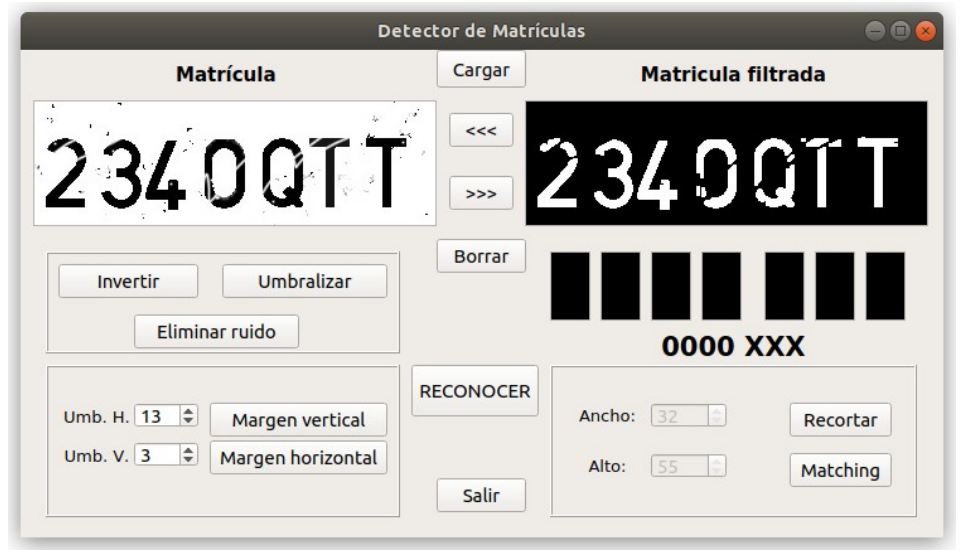 Detector de Matrículas
Matrícula
Cargar
Matricula filtrada
2340QTT
<<<
>>>
2340QTT
Borrar
Invertir
Umbralizar
Eliminar ruido
0000 XXX
RECONOCER
Umb. H. 13
Margen vertical
Umb. V. 3
Margen horizontal
Ancho: 32
Recortar
Alto: 55
Matching
Salir